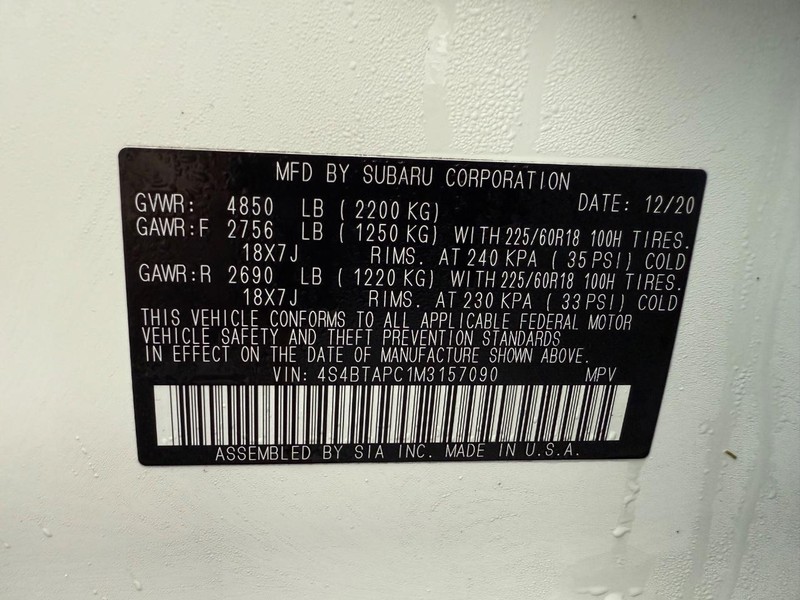 MFD BY SUBARU CORPORATION
GVWR: 4850 LB ( 2200 KG) DATE: 12/20
GAWR:F 2756 LB ( 1250 KG) WITH 225/60R18 100H TIRES.
18X7J RIMS. AT 240 KPA ( 35 PSI) COLD
GAWR:R 2690 LB ( 1220 KG) WITH 225/60R18 100H TIRES.
18X7J RIMS. AT 230 KPA ( 33 PSI) COLD
THIS VEHICLE CONFORMS TO ALL APPLICABLE FEDERAL MOTOR
VEHICLE SAFETY AND THEFT PREVENTION STANDARDS
IN EFFECT ON THE DATE OF MANUFACTURE SHOWN ABOVE.
VIN: 4S4BTAPC1M3157090 MPV
ASSEMBLED BY SIA INC. MADE IN U.S.A.